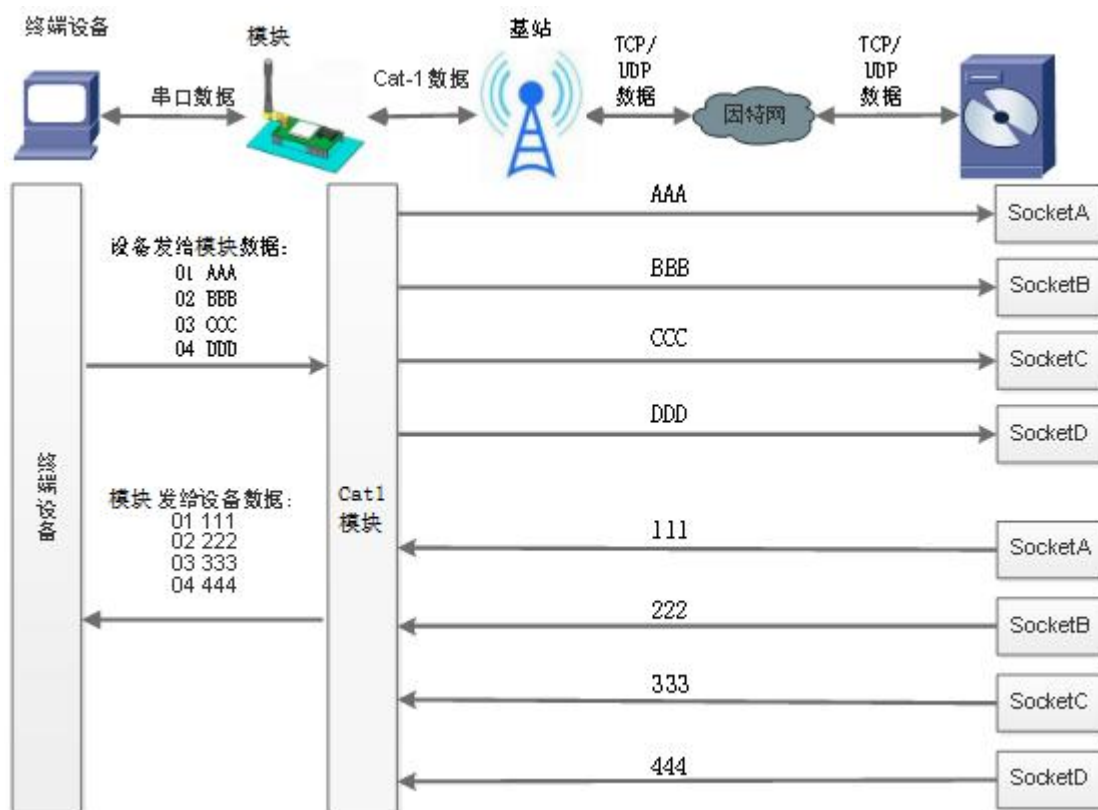 终端设备
模块
基站
TCP/
UDP
数据
TCP/
UDP
数据
串口数据
Cat-1数据
因特网
AAA
SocketA
设备发给模块数据:
01 AAA
02 BBB
03 CCC
04 DDD
BBB
SocketB
CCC
SocketC
DDD
SocketD
终端设备
Cat1
模块
模块 发给设备数据:
01 111
02 222
03 333
04 444
111
SocketA
222
SocketB
333
SocketC
444
SocketD